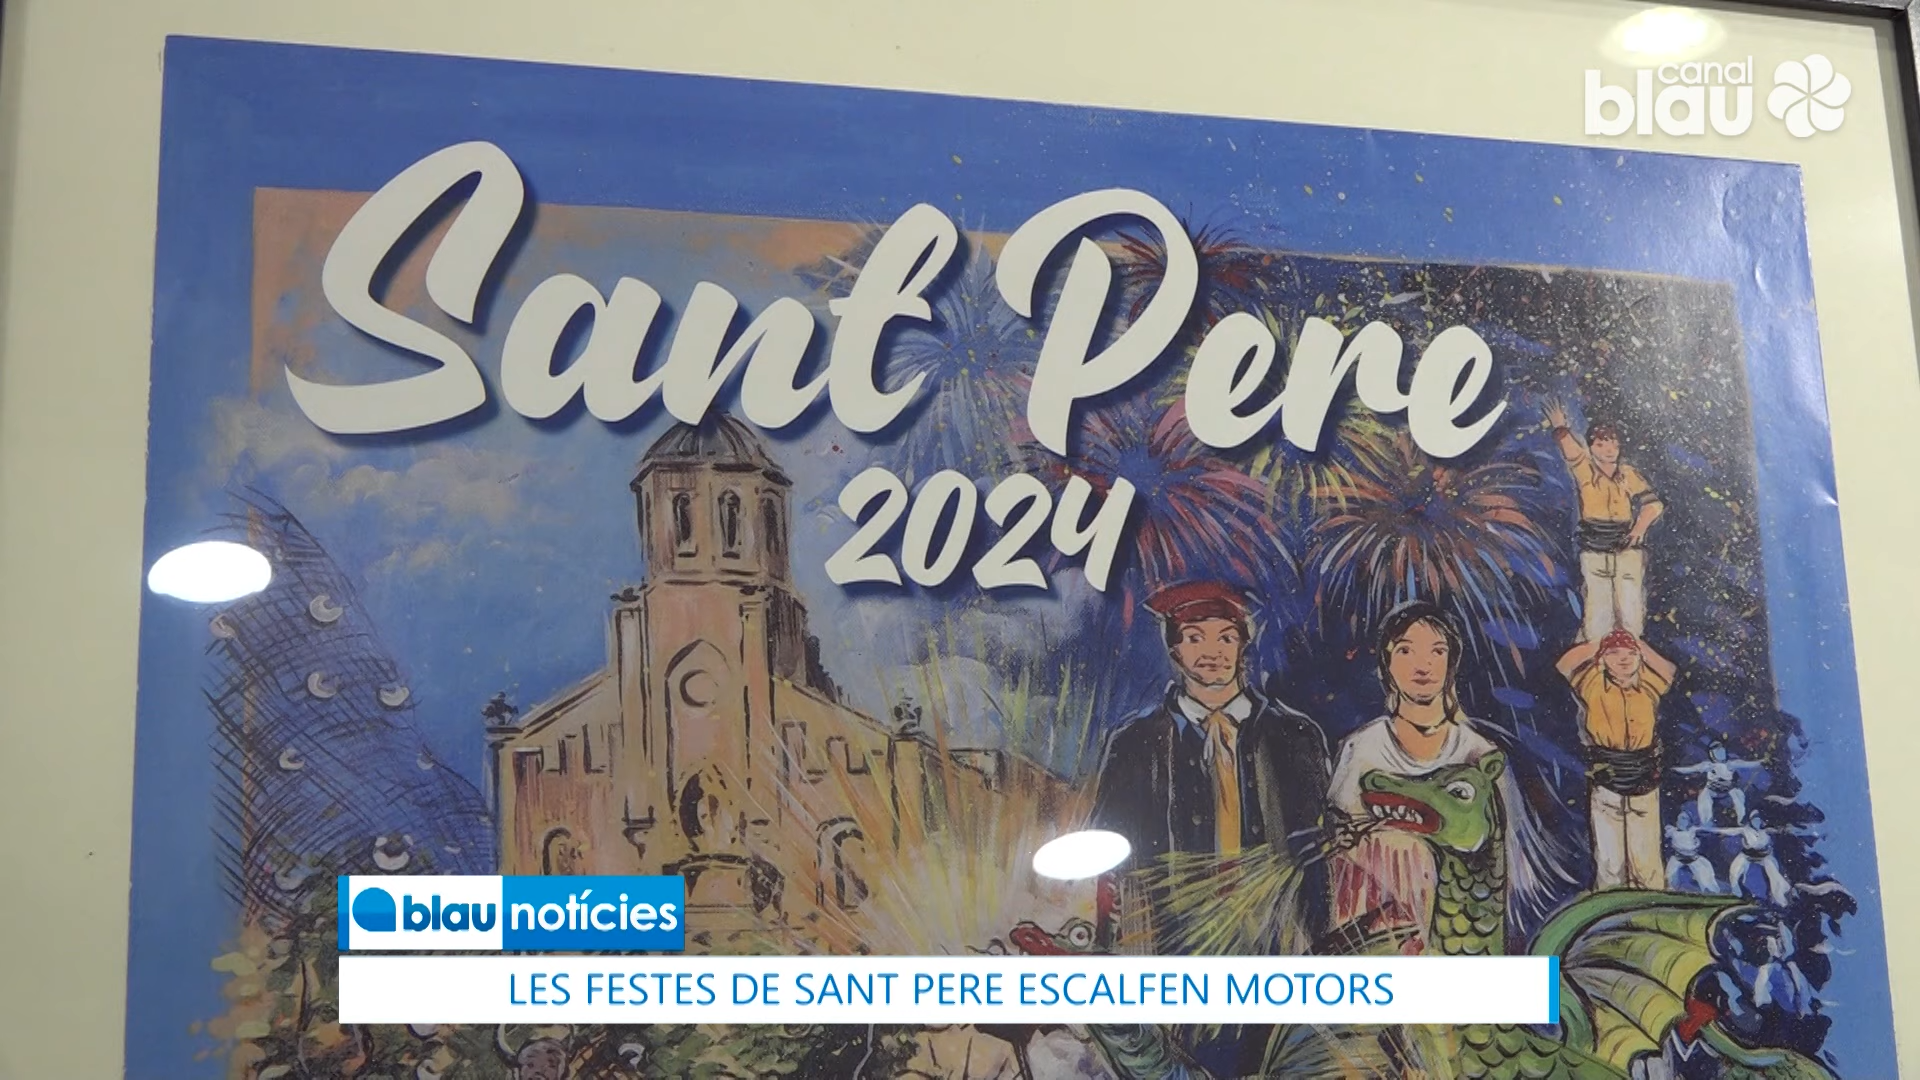 canal
blau
Sant Pere
2024
blau notícies
LES FESTES DE SANT PERE ESCALFEN MOTORS